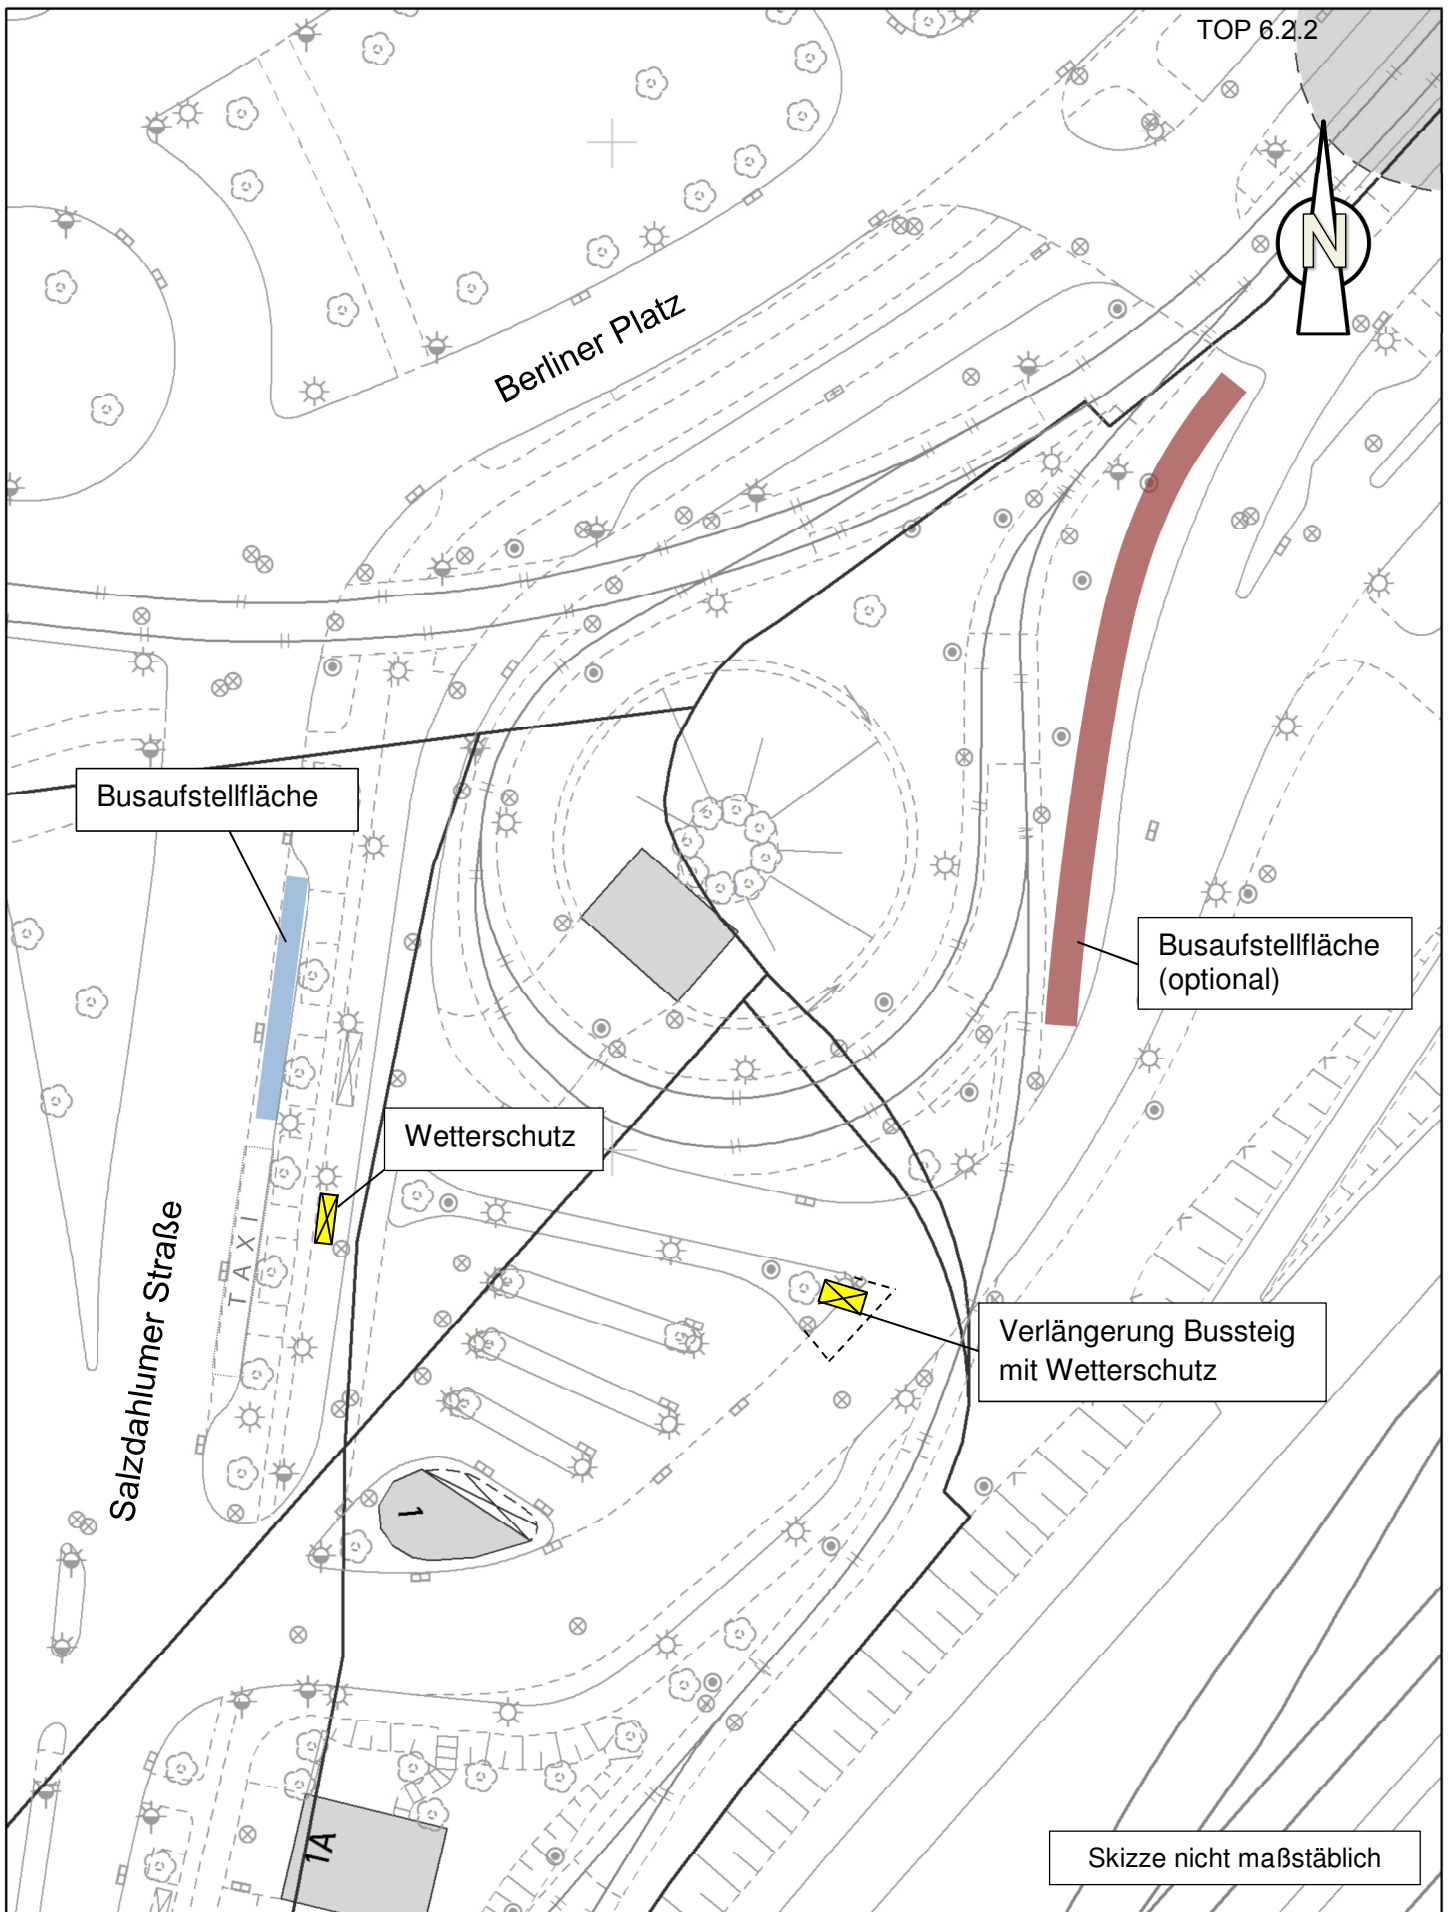 TOP 6.2.2
N
Berliner Platz
Busaufstellfläche
Busaufstellfläche
(optional)
Wetterschutz
TAXI
Salzdahlumer Straße
Verlängerung Bussteig
mit Wetterschutz
1
1A
Skizze nicht maßstäblich